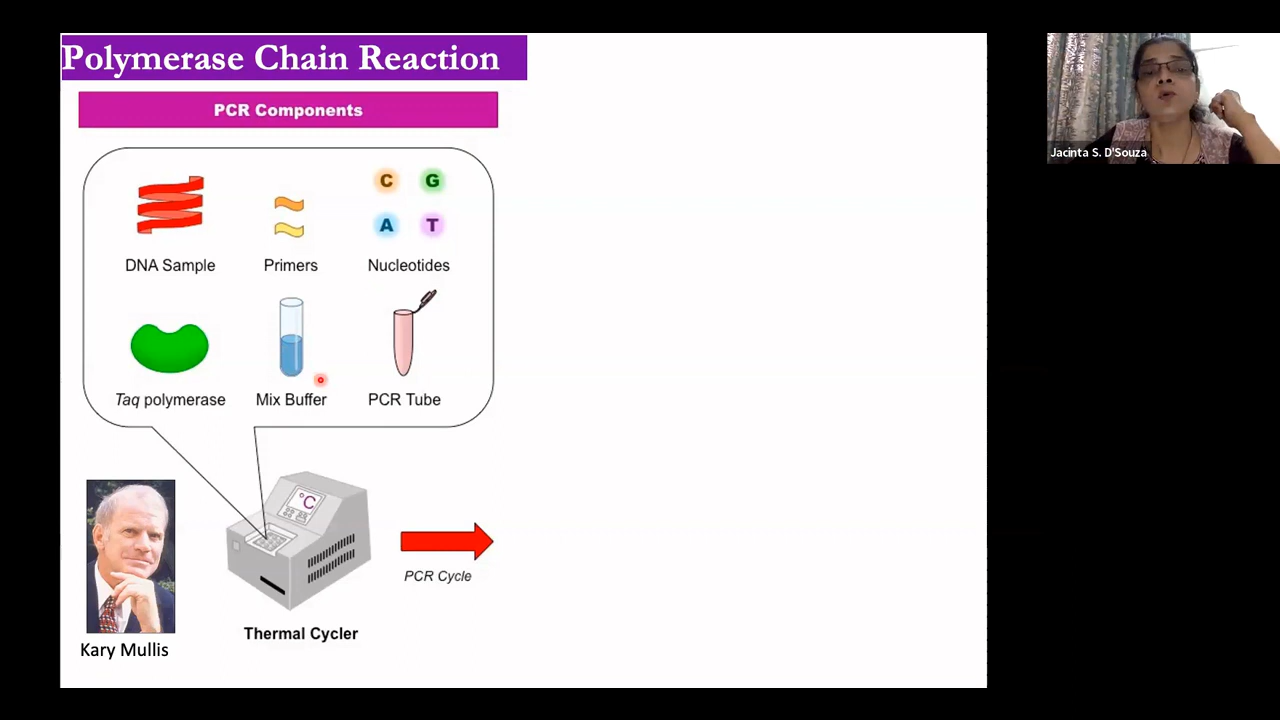 Polymerase Chain Reaction
PCR Components
C G
A T
DNA Sample Primers Nucleotides
Taq polymerase Mix Buffer PCR Tube
°C
PCR Cycle
Thermal Cycler
Kary Mullis
Jacinta S. D'Souza